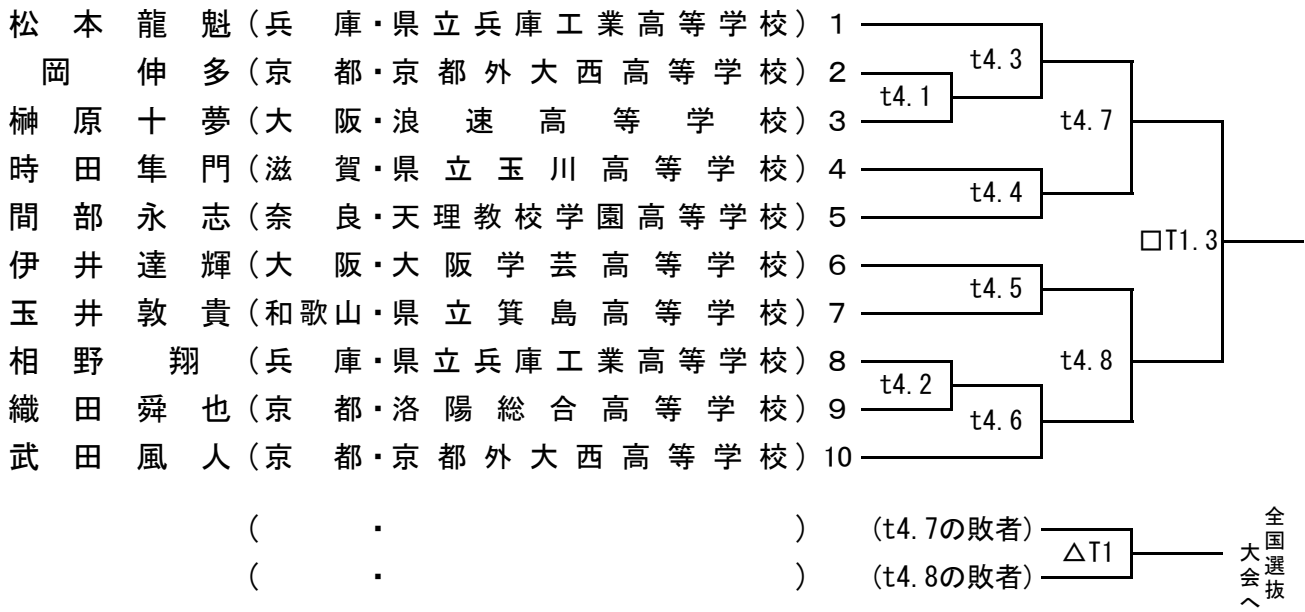 松本龍魁(兵庫・県立兵庫工業高等学校) 1
岡伸多(京都・京都外大西高等学校) 2
榊原十夢(大阪・浪速高等学校) 3
時田隼門(滋賀・県立玉川高等学校) 4
間部永志(奈良・天理教校学園高等学校) 5
伊井達輝(大阪・大阪学芸高等学校) 6
玉井敦貴(和歌山・県立箕島高等学校) 7
相野翔(兵庫・県立兵庫工業高等学校) 8
織田舜也(京都・洛陽総合高等学校) 9
武田風人(京都・京都外大西高等学校) 10
t4.1
t4.2
t4.3
t4.4
t4.5
t4.6
t4.7
t4.8
□T1.3
( ・ ) (t4.7の敗者)
( ・ ) (t4.8の敗者)
△T1
全国選抜
大会へ